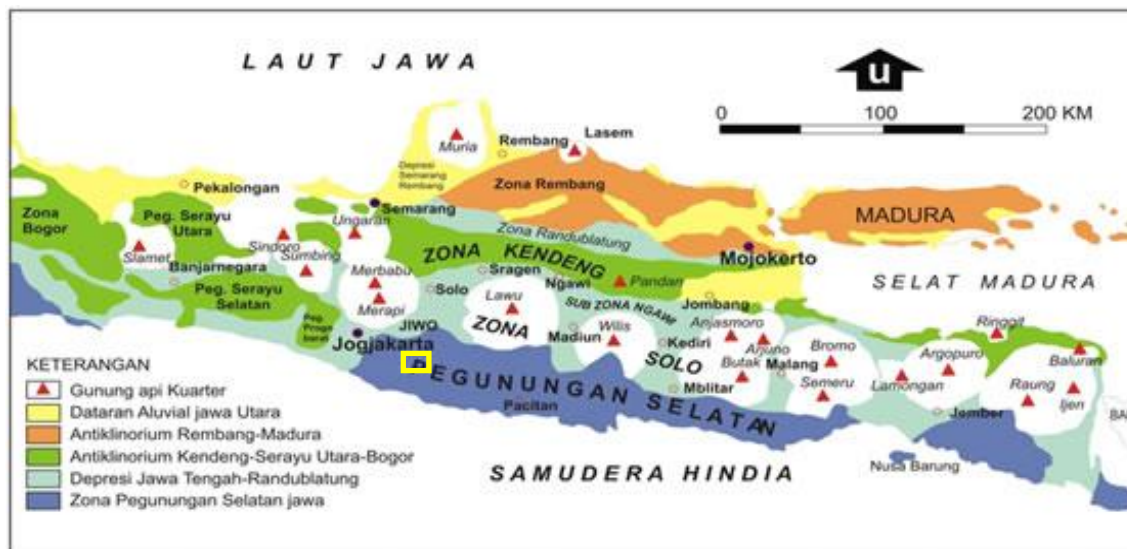 LAUT JAWA
u
0 100 200 KM
Muria
Rembang
Lasem
Depresi
Semarang
Rembang
Zona Rembang
Pekalongan
Semarang
MADURA
Zona
Bogor
Peg. Serayu
Utara
Ungaran
Zona Randublatung
Slamet
Sindoro
Sumbing
ZONA KENDENG
Mojokerto
Banjarnegara
Merbabu
Sragen
Ngawi
Pandan
SELAT MADURA
Peg. Serayu
Selatan
Solo
Lawu
SUB ZONA NGAWI
Jombang
Merapi
Peg.
Progo
barat
JIWO
ZONA
Wilis
Anjasmoro
Ringgit
Jogjakarta
Madiun
Kediri
Arjuno
Bromo
Argopuro
Baluran
SOLO
Butak
Malang
Semeru
Lamongan
Raung
Ijen
PEGUNUNGAN SELATAN
Mblitar
Pacitan
Jember
BA
Nusa Barung
SAMUDERA HINDIA
KETERANGAN
Gunung api Kuarter
Dataran Aluvial jawa Utara
Antiklinorium Rembang-Madura
Antiklinorium Kendeng-Serayu Utara-Bogor
Depresi Jawa Tengah-Randublatung
Zona Pegunungan Selatan jawa